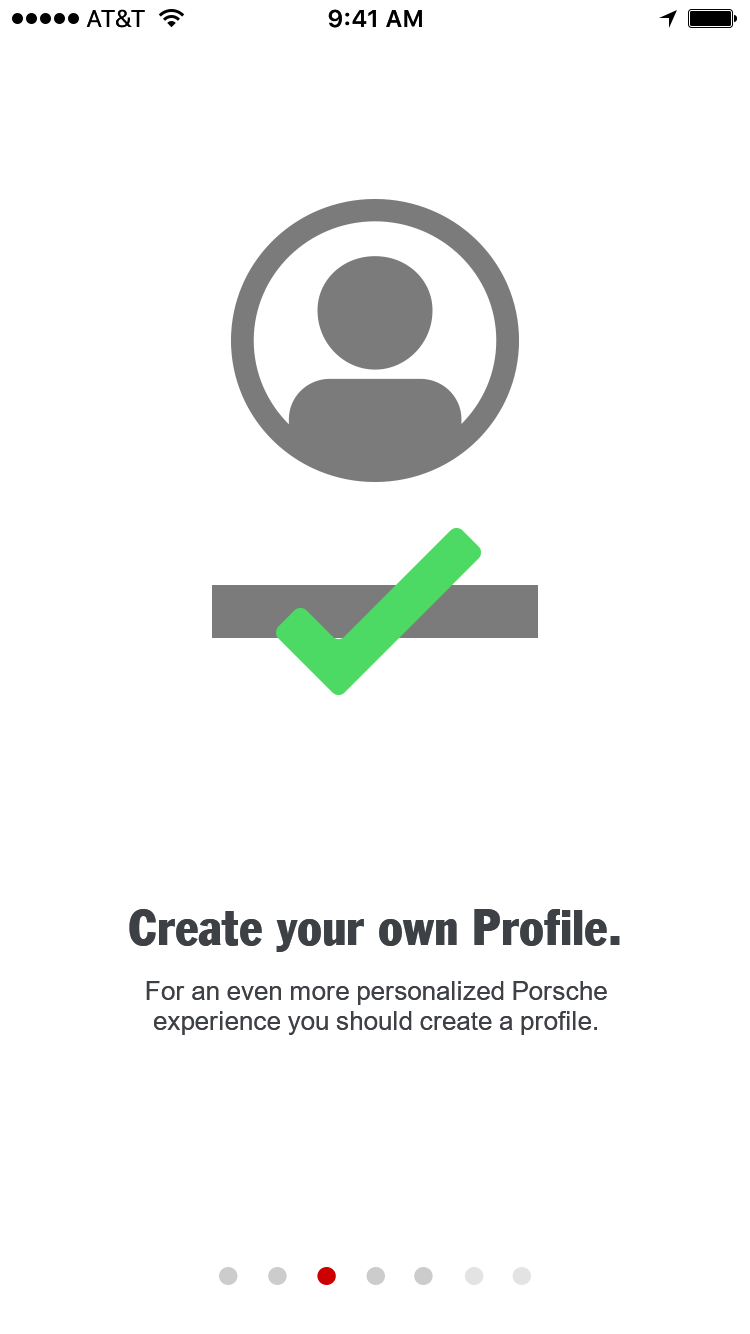 AT&T 9:41 AM
Create your own Profile.
For an even more personalized Porsche
experience you should create a profile.